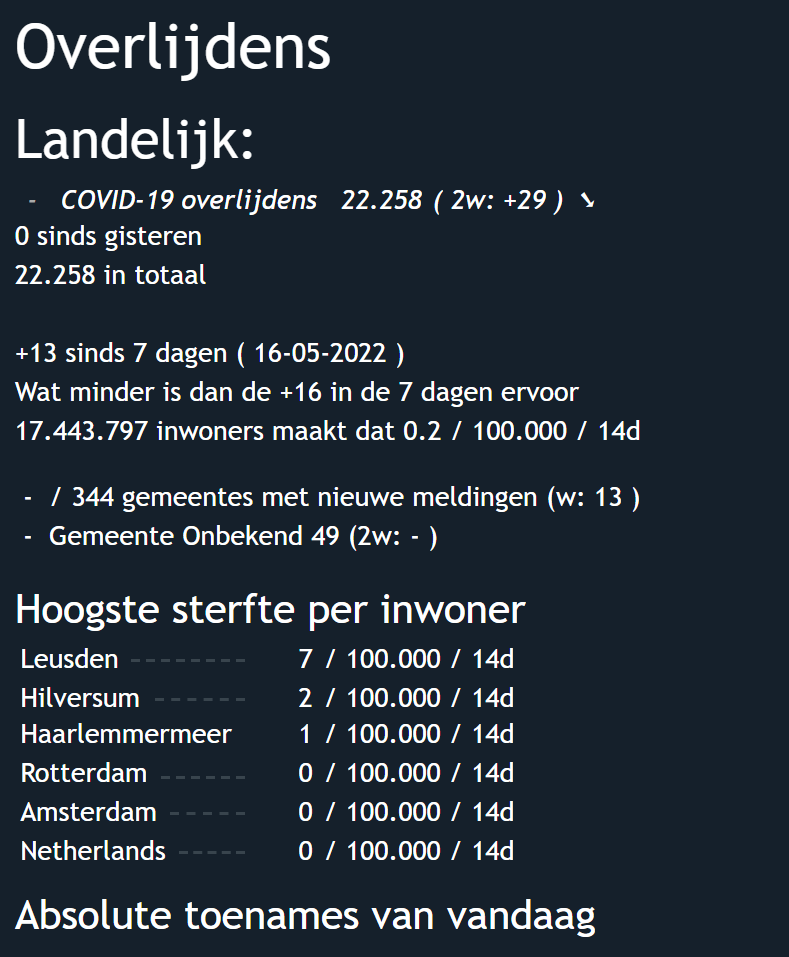 Overlijdens
Landelijk:
- COVID-19 overlijdens 22.258 ( 2w: +29 ) ➘
0 sinds gisteren
22.258 in totaal
+13 sinds 7 dagen ( 16-05-2022 )
Wat minder is dan de +16 in de 7 dagen ervoor
17.443.797 inwoners maakt dat 0.2 / 100.000 / 14d
- / 344 gemeentes met nieuwe meldingen (w: 13 )
- Gemeente Onbekend 49 (2w: - )
Hoogste sterfte per inwoner
Leusden -------- 7 / 100.000 / 14d
Hilversum ------ 2 / 100.000 / 14d
Haarlemmermeer 1 / 100.000 / 14d
Rotterdam ------ 0 / 100.000 / 14d
Amsterdam ----- 0 / 100.000 / 14d
Netherlands ----- 0 / 100.000 / 14d
Absolute toenames van vandaag